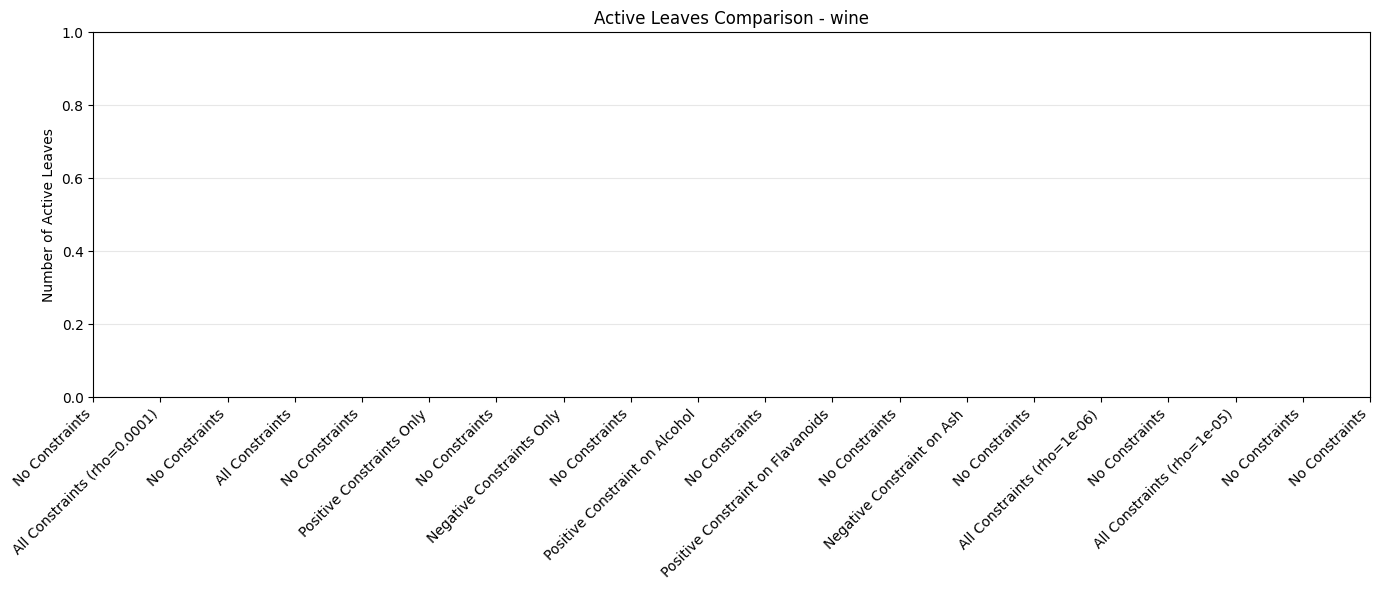 Active Leaves Comparison - wine
Number of Active Leaves
1.0
0.8
0.6
0.4
0.2
0.0
No Constraints
All Constraints (rho=0.0001)
No Constraints
All Constraints
No Constraints
Positive Constraints Only
No Constraints
Negative Constraints Only
No Constraints
Positive Constraint on Alcohol
No Constraints
Positive Constraint on Flavanoids
No Constraints
Negative Constraint on Ash
No Constraints
All Constraints (rho=1e-06)
No Constraints
All Constraints (rho=1e-05)
No Constraints
No Constraints